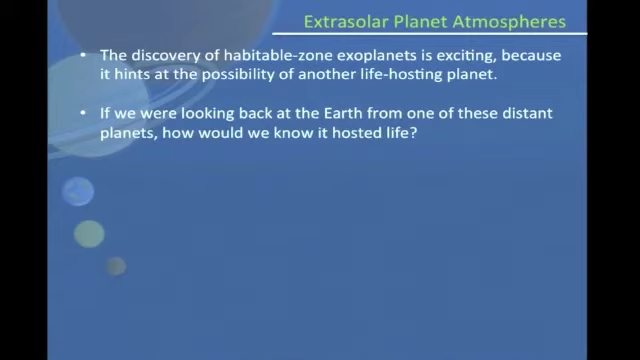 Extrasolar Planet Atmospheres
• The discovery of habitable-zone exoplanets is exciting, because
it hints at the possibility of another life-hosting planet.
• If we were looking back at the Earth from one of these distant
planets, how would we know it hosted life?